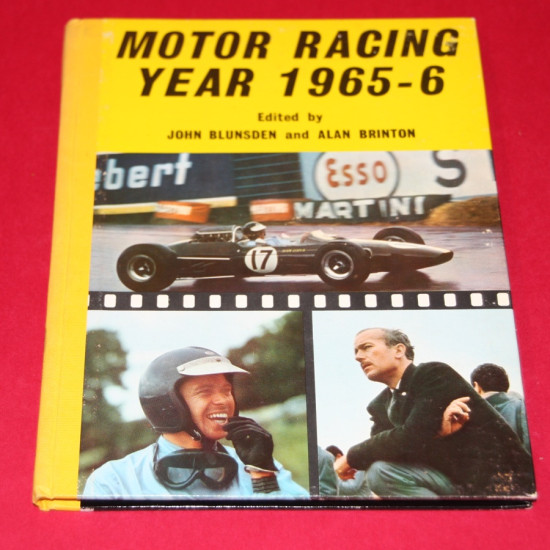 MOTOR RACING
YEAR 1965-6
Edited by
JOHN BLUNSDEN and ALAN BRINTON
ebert
Esso
S
MARTINI
17